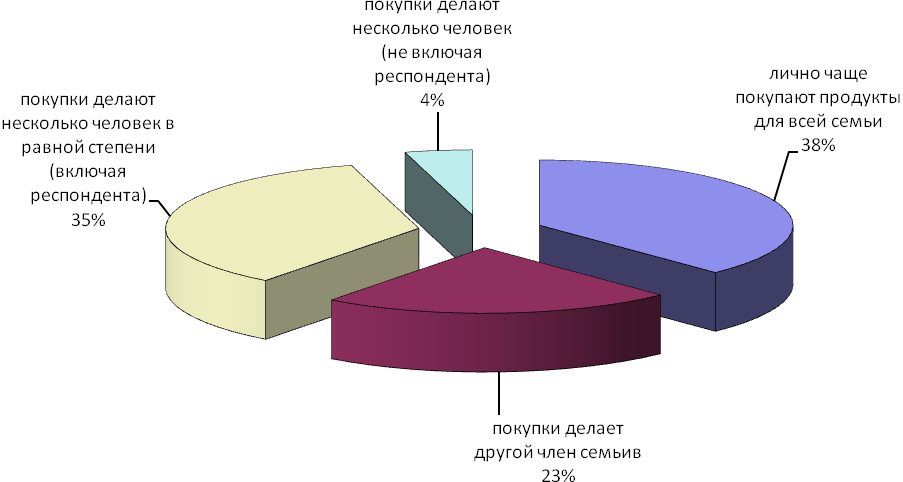 покупки делают
несколько человек
(не включая
респондента)
4%
лично чаще
покупают продукты
для всей семьи
38%
покупки делают
несколько человек в
равной степени
(включая
респондента)
35%
покупки делает
другой член семьив
23%